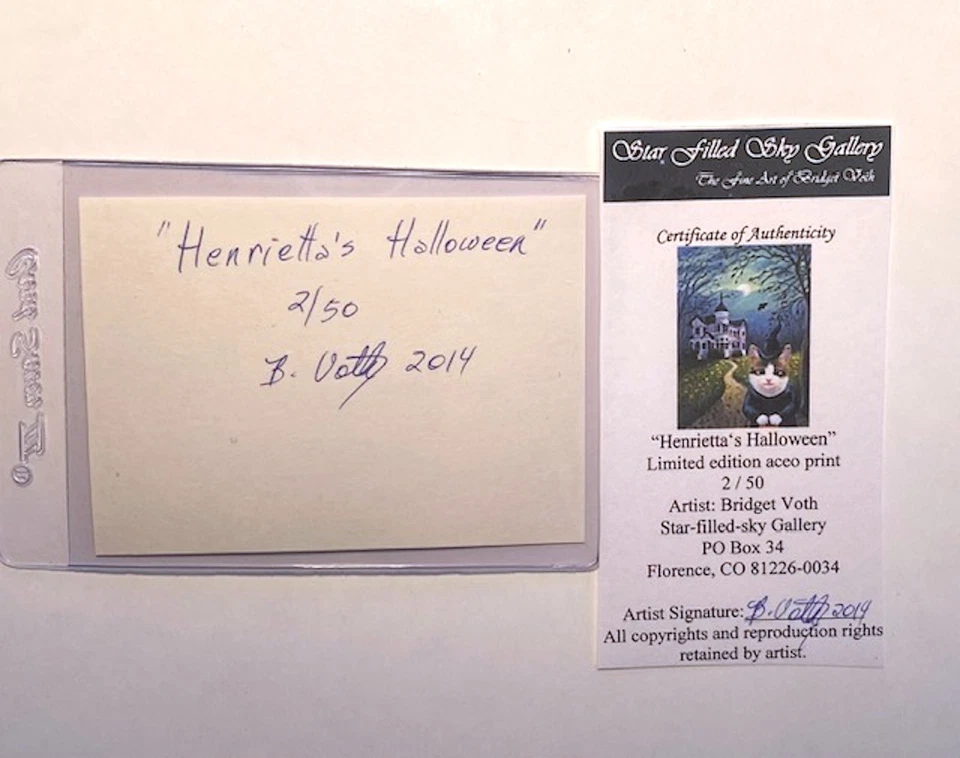 "Henrietta's Halloween"
2/50
B. Voth 2014
Star Filled Sky Gallery
The Fine Art of Bridget Voth
Certificate of Authenticity
“Henrietta‘s Halloween”
Limited edition aceo print
2 / 50
Artist: Bridget Voth
Star-filled-sky Gallery
PO Box 34
Florence, CO 81226-0034
Artist Signature: B. Voth 2014
All copyrights and reproduction rights
retained by artist.